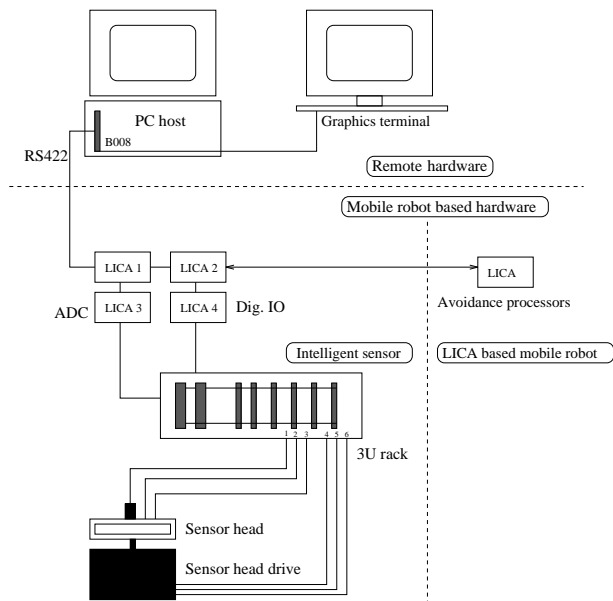 PC host
B008
Graphics terminal
RS422
Remote hardware
Mobile robot based hardware
LICA 1
LICA 2
LICA
LICA 3
LICA 4
ADC
Dig. IO
Avoidance processors
Intelligent sensor
LICA based mobile robot
1 2 3 4 5 6
3U rack
Sensor head
Sensor head drive